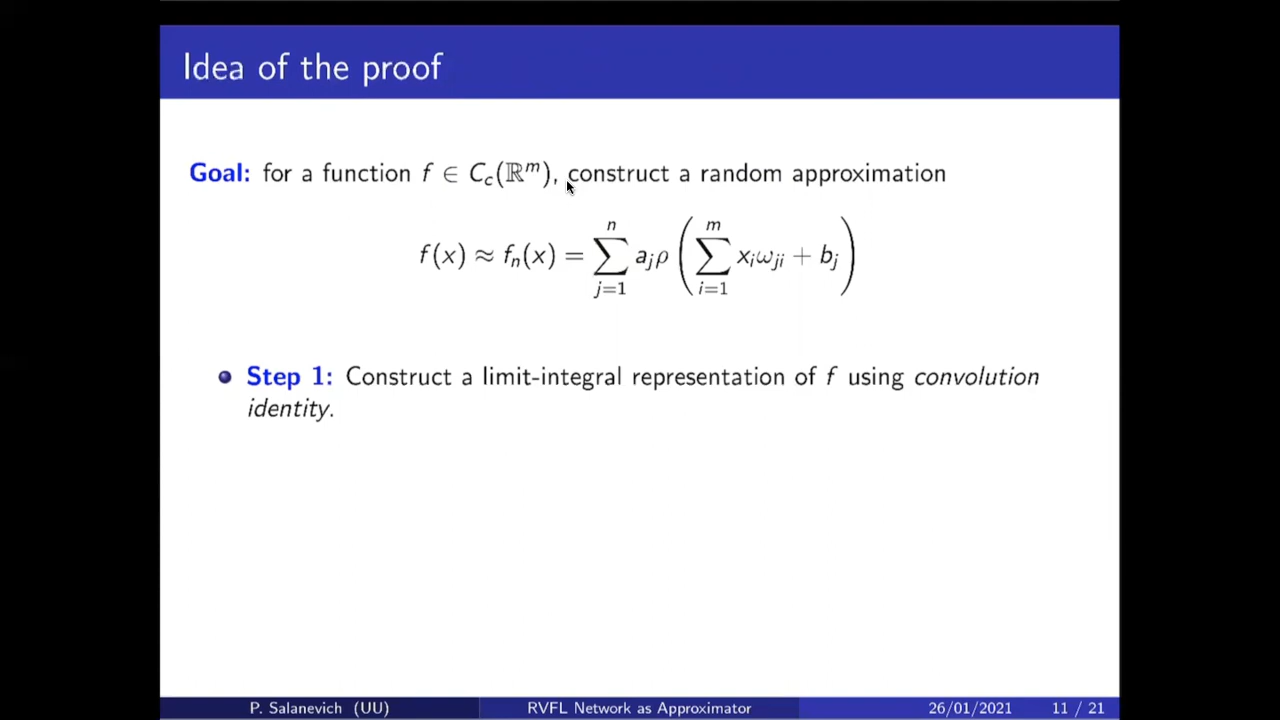 Idea of the proof
Goal: for a function f ∈ C_c(ℝ^m), construct a random approximation
f(x) ≈ f_n(x) = \sum_{j=1}^{n} a_j ρ ( \sum_{i=1}^{m} x_i ω_{ji} + b_j )
Step 1: Construct a limit-integral representation of f using convolution
identity.
P. Salanevich (UU) RVFL Network as Approximator 26/01/2021 11 / 21